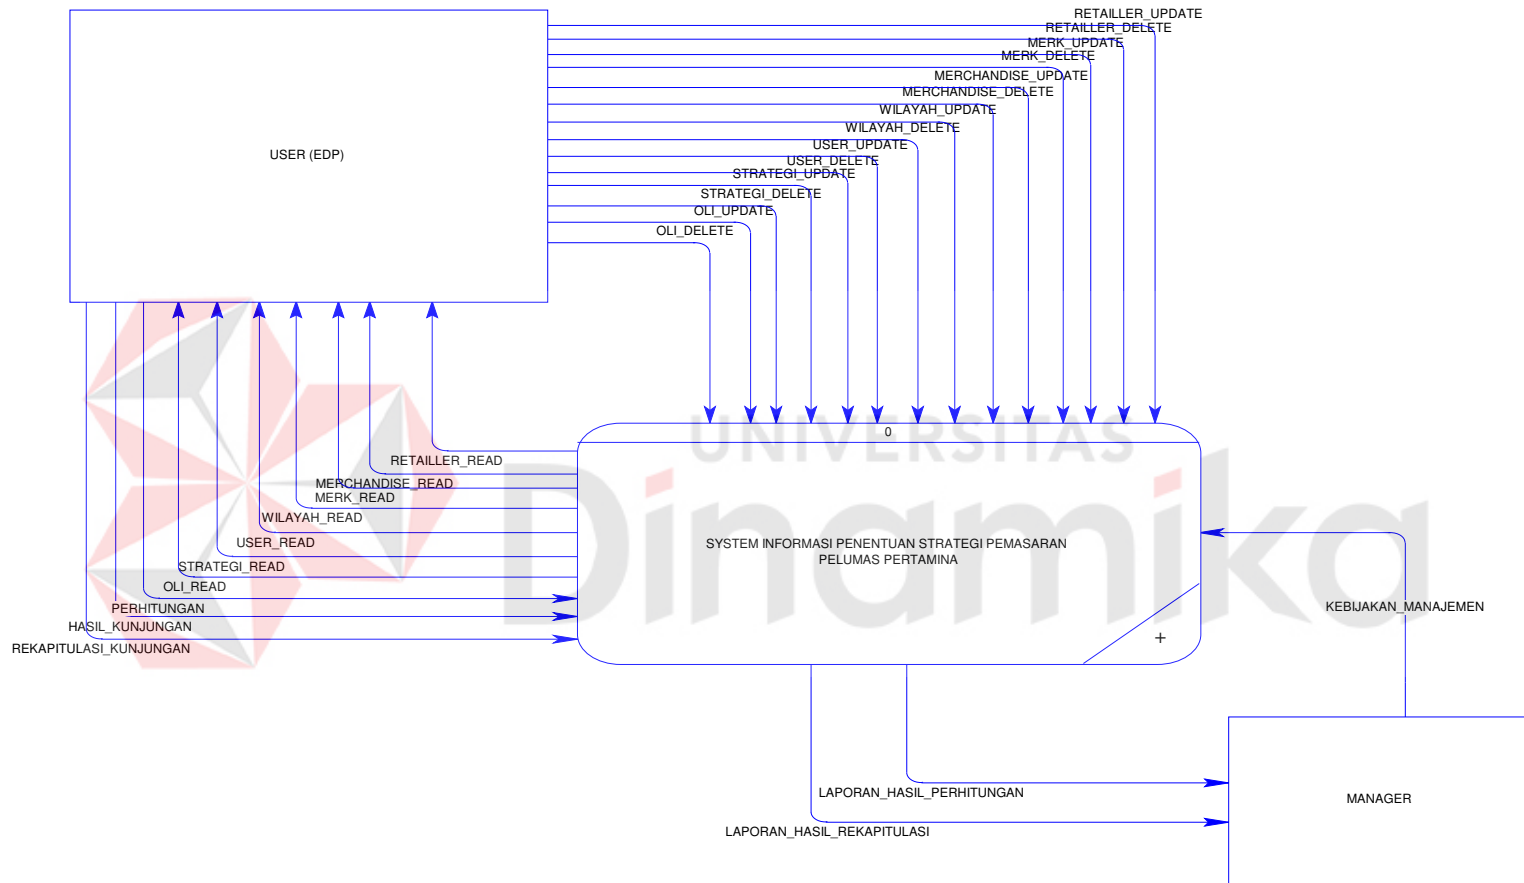 RETAILLER_UPDATE
RETAILLER_DELETE
MERK_UPDATE
MERK_DELETE
MERCHANDISE_UPDATE
MERCHANDISE_DELETE
WILAYAH_UPDATE
WILAYAH_DELETE
USER_UPDATE
USER (EDP)
USER_DELETE
STRATEGI_UPDATE
STRATEGI_DELETE
OLI_UPDATE
OLI_DELETE
UNIVERSITAS
Dinamika
0
RETAILLER_READ
MERCHANDISE_READ
MERK_READ
WILAYAH_READ
USER_READ
SYSTEM INFORMASI PENENTUAN STRATEGI PEMASARAN
PELUMAS PERTAMINA
STRATEGI_READ
OLI_READ
PERHITUNGAN
HASIL_KUNJUNGAN
REKAPITULASI_KUNJUNGAN
KEBIJAKAN_MANAJEMEN
+
LAPORAN_HASIL_PERHITUNGAN
MANAGER
LAPORAN_HASIL_REKAPITULASI